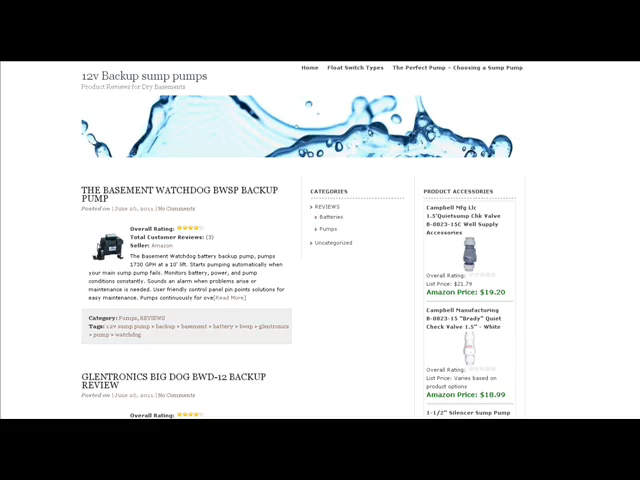 Home Float Switch Types The Perfect Pump – Choosing a Sump Pump
12v Backup sump pumps
Product Reviews for Dry Basements
THE BASEMENT WATCHDOG BWSP BACKUP
PUMP
Posted on | June 26, 2011 | No Comments
Overall Rating:
Total Customer Reviews: (3)
Seller: Amazon
The Basement Watchdog battery backup pump, pumps
1730 GPH at a 10' lift. Starts pumping automatically when
your main sump pump fails. Monitors battery, power, and pump
conditions constantly. Sounds an alarm when problems arise or
maintenance is needed. User friendly control panel pin points solutions for
easy maintenance. Pumps continuously for ove[Read More]
Category: Pumps, REVIEWS
Tags: 12v sump pump > backup > basement > battery > bwsp > glentronics
> pump > watchdog
GLENTRONICS BIG DOG BWD-12 BACKUP
REVIEW
Posted on | June 26, 2011 | No Comments
Overall Rating:
CATEGORIES
REVIEWS
Batteries
Pumps
Uncategorized
PRODUCT ACCESSORIES
Campbell Mfg Llc
1.5'Quietsump Chk Valve
B-0823-15C Well Supply
Accessories
Overall Rating:
List Price: $21.79
Amazon Price: $19.20
Campbell Manufacturing
B-0823-15 "Brady" Quiet
Check Valve 1.5" - White
Overall Rating:
List Price: Varies based on
product options
Amazon Price: $18.99
1-1/2" Silencer Sump Pump